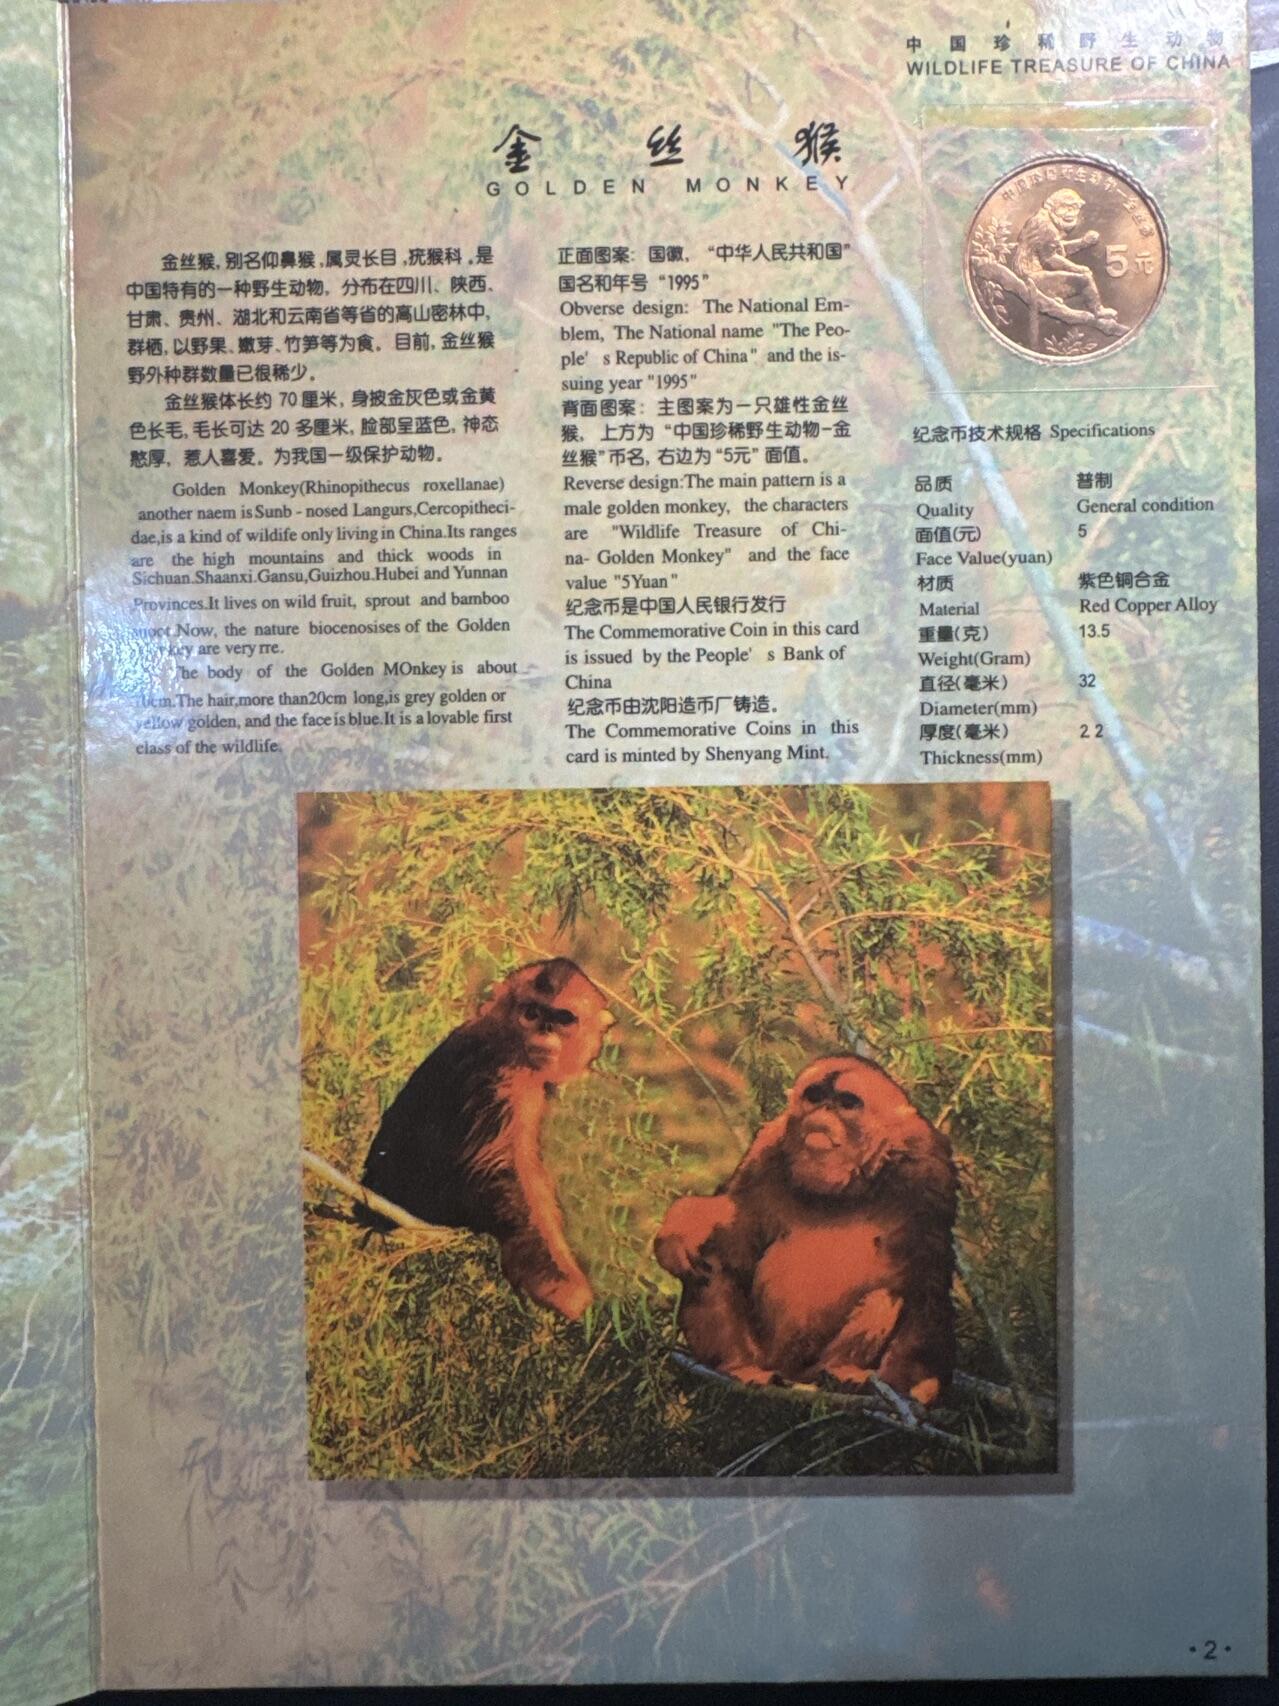 中国珍稀野生动物
WILDLIFE TREASURE OF CHINA
金丝猴
GOLDEN MONKEY
金丝猴,别名仰鼻猴,属灵长目,疣猴科,是
中国特有的一种野生动物。分布在四川、陕西、
甘肃、贵州、湖北和云南省等省的高山密林中,
群栖,以野果、嫩芽、竹笋等为食。目前,金丝猴
野外种群数量已很稀少。
金丝猴体长约70厘米,身披金灰色或金黄
色长毛,毛长可达20多厘米,脸部呈蓝色,神态
憨厚,惹人喜爱。为我国一级保护动物。
Golden Monkey(Rhinopithecus roxellanae)
another naem is Sunb-nosed Langurs,Cercopitheci-
dae,is a kind of wildife only living in China.Its ranges
are the high mountains and thick woods in
Sichuan.Shaanxi.Gansu,Guizhou.Hubei and Yunnan
Provinces.It lives on wild fruit, sprout and bamboo
Now, the nature biocenosises of the Golden
are very rre.
The body of the Golden MOnkey is about
70cm.The hair,more than20cm long,is grey golden or
yellow golden, and the face is blue.It is a lovable first
class of the wildlife.
正面图案: 国徽, “中华人民共和国”
国名和年号“1995”
Obverse design: The National Em-
blem, The National name "The Peo-
ple's Republic of China" and the is-
suing year "1995"
背面图案: 主图案为一只雄性金丝
猴, 上方为“中国珍稀野生动物-金
丝猴”币名,右边为“5元”面值。
Reverse design:The main pattern is a
male golden monkey, the characters
are "Wildlife Treasure of Chi-
na- Golden Monkey" and the face
value "5Yuan"
纪念币是中国人民银行发行
The Commemorative Coin in this card
is issued by the People's Bank of
China
纪念币由沈阳造币厂铸造。
The Commemorative Coins in this
card is minted by Shenyang Mint.
中国珍稀野生动物-金丝猴
5元
纪念币技术规格 Specifications
品质 普制
Quality General condition
面值(元) 5
Face Value(yuan)
材质 紫色铜合金
Material Red Copper Alloy
重量(克) 13.5
Weight(Gram)
直径(毫米) 32
Diameter(mm)
厚度(毫米) 2 2
Thickness(mm)
·2·